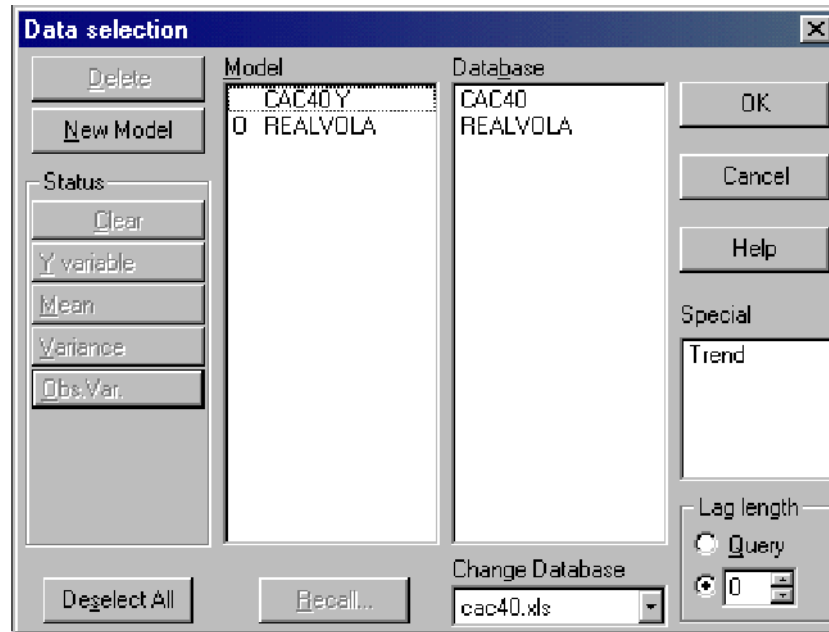 Data selection
Delete
New Model
Status
Clear
Y variable
Mean
Variance
Obs.Var.
Deselect All
Model
CAC40 Y
O REALVOLA
Recall...
Database
CAC40
REALVOLA
Change Database
cac40.xls
OK
Cancel
Help
Special
Trend
Lag length
Query
0